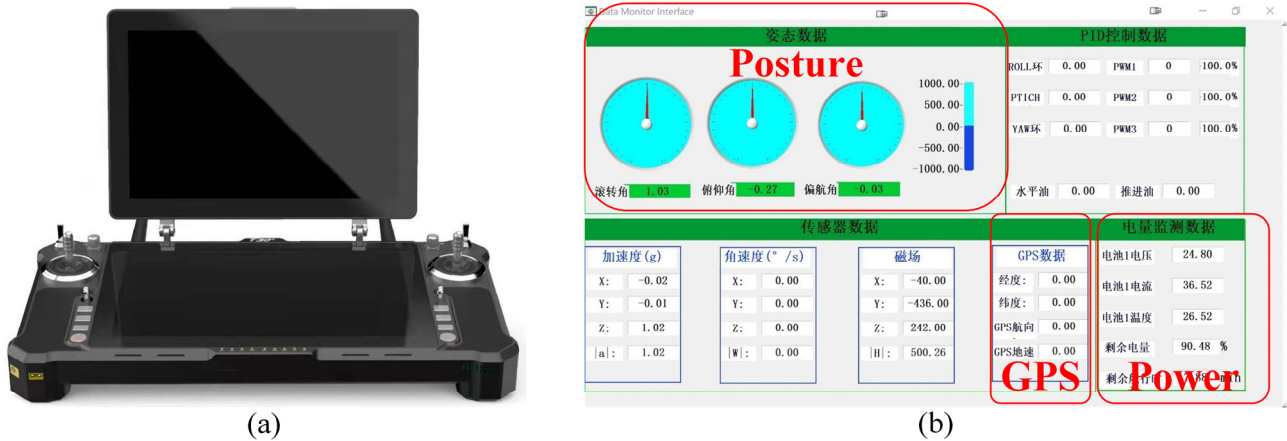 Data Monitor Interface
姿态数据
PID控制数据
Posture
ROLL环 0.00 PWM1 0 100.0%
PTICH 0.00 PWM2 0 100.0%
YAW环 0.00 PWM3 0 100.0%
水平油 0.00 推进油 0.00
1000.00
500.00
0.00
-500.00
-1000.00
滚转角 1.03 俯仰角 -0.27 偏航角 -0.03
传感器数据
电量监测数据
加速度(g)
X: -0.02
Y: -0.01
Z: 1.02
|a|: 1.02
角速度(° /s)
X: 0.00
Y: 0.00
Z: 0.00
|W|: 0.00
磁场
X: -40.00
Y: -436.00
Z: 242.00
|H|: 500.26
GPS数据
经度: 0.00
纬度: 0.00
GPS航向 0.00
GPS地速 0.00
GPS
电池1电压 24.80
电池1电流 36.52
电池1温度 26.52
剩余电量 90.48 %
Power
(a)
(b)